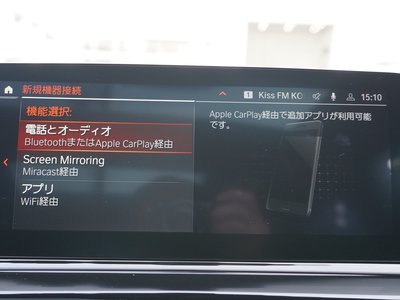 新規機器接続
1 Kiss FM KO
15:10
機能選択:
電話とオーディオ
BluetoothまたはApple CarPlay経由
Screen Mirroring
Miracast経由
アプリ
WiFi経由
Apple CarPlay経由で追加アプリが利用可能
です。